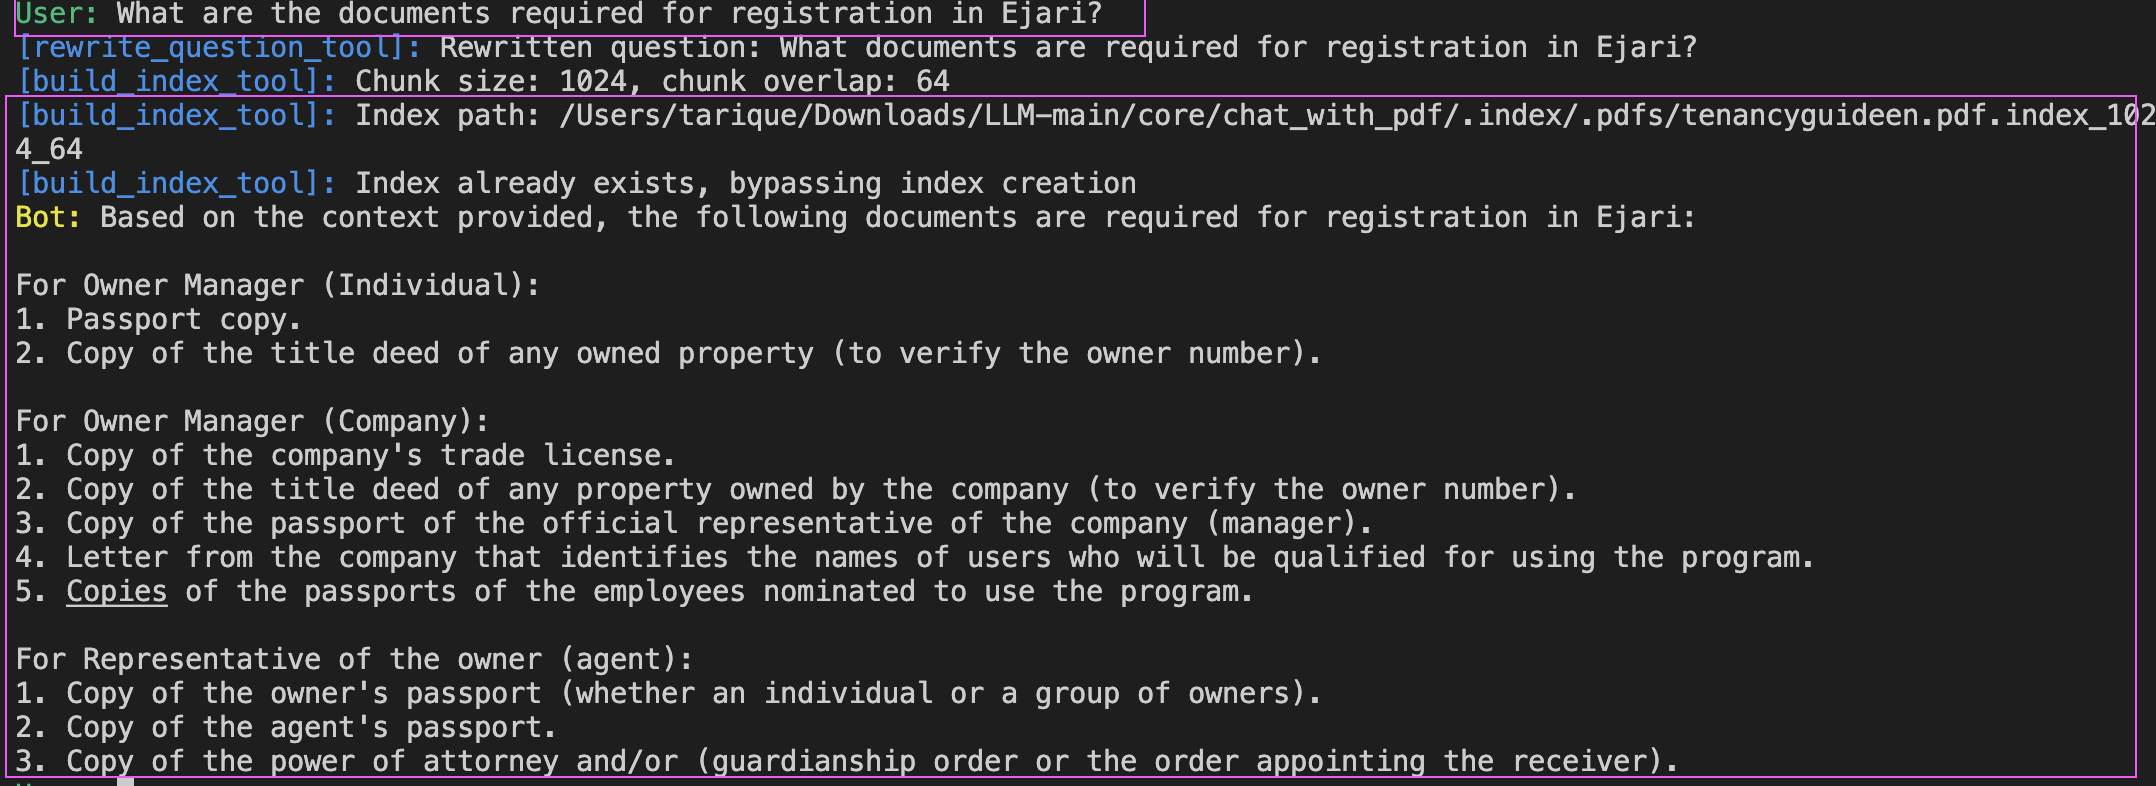 User: What are the documents required for registration in Ejari?
[rewrite_question_tool]: Rewritten question: What documents are required for registration in Ejari?
[build_index_tool]: Chunk size: 1024, chunk overlap: 64
[build_index_tool]: Index path: /Users/tarique/Downloads/LLM-main/core/chat_with_pdf/.index/.pdfs/tenancyguideen.pdf.index_102
4_64
[build_index_tool]: Index already exists, bypassing index creation
Bot: Based on the context provided, the following documents are required for registration in Ejari:
For Owner Manager (Individual):
1. Passport copy.
2. Copy of the title deed of any owned property (to verify the owner number).
For Owner Manager (Company):
1. Copy of the company's trade license.
2. Copy of the title deed of any property owned by the company (to verify the owner number).
3. Copy of the passport of the official representative of the company (manager).
4. Letter from the company that identifies the names of users who will be qualified for using the program.
5. Copies of the passports of the employees nominated to use the program.
For Representative of the owner (agent):
1. Copy of the owner's passport (whether an individual or a group of owners).
2. Copy of the agent's passport.
3. Copy of the power of attorney and/or (guardianship order or the order appointing the receiver).